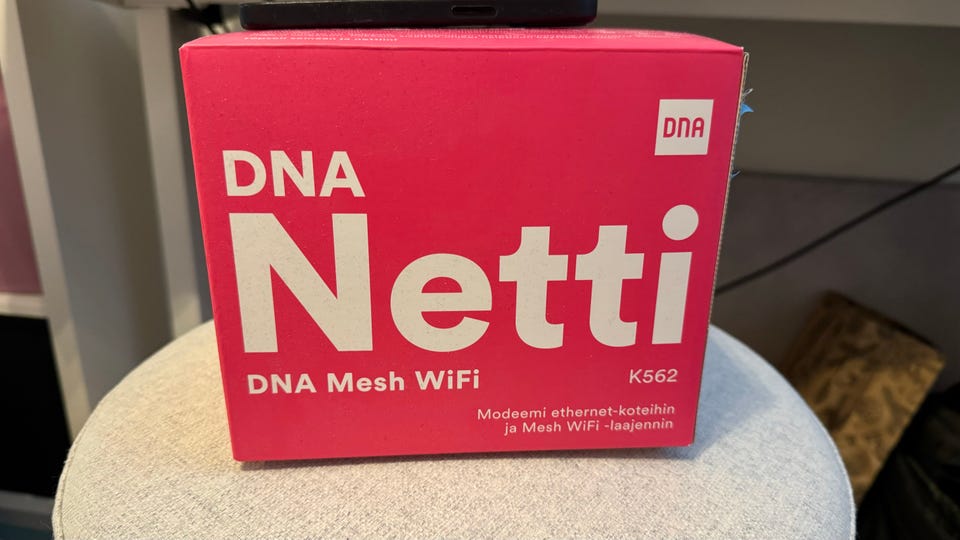 DNA
DNA
Netti
DNA Mesh WiFi
K562
Modeemi ethernet-koteihin
ja Mesh WiFi -laajennin